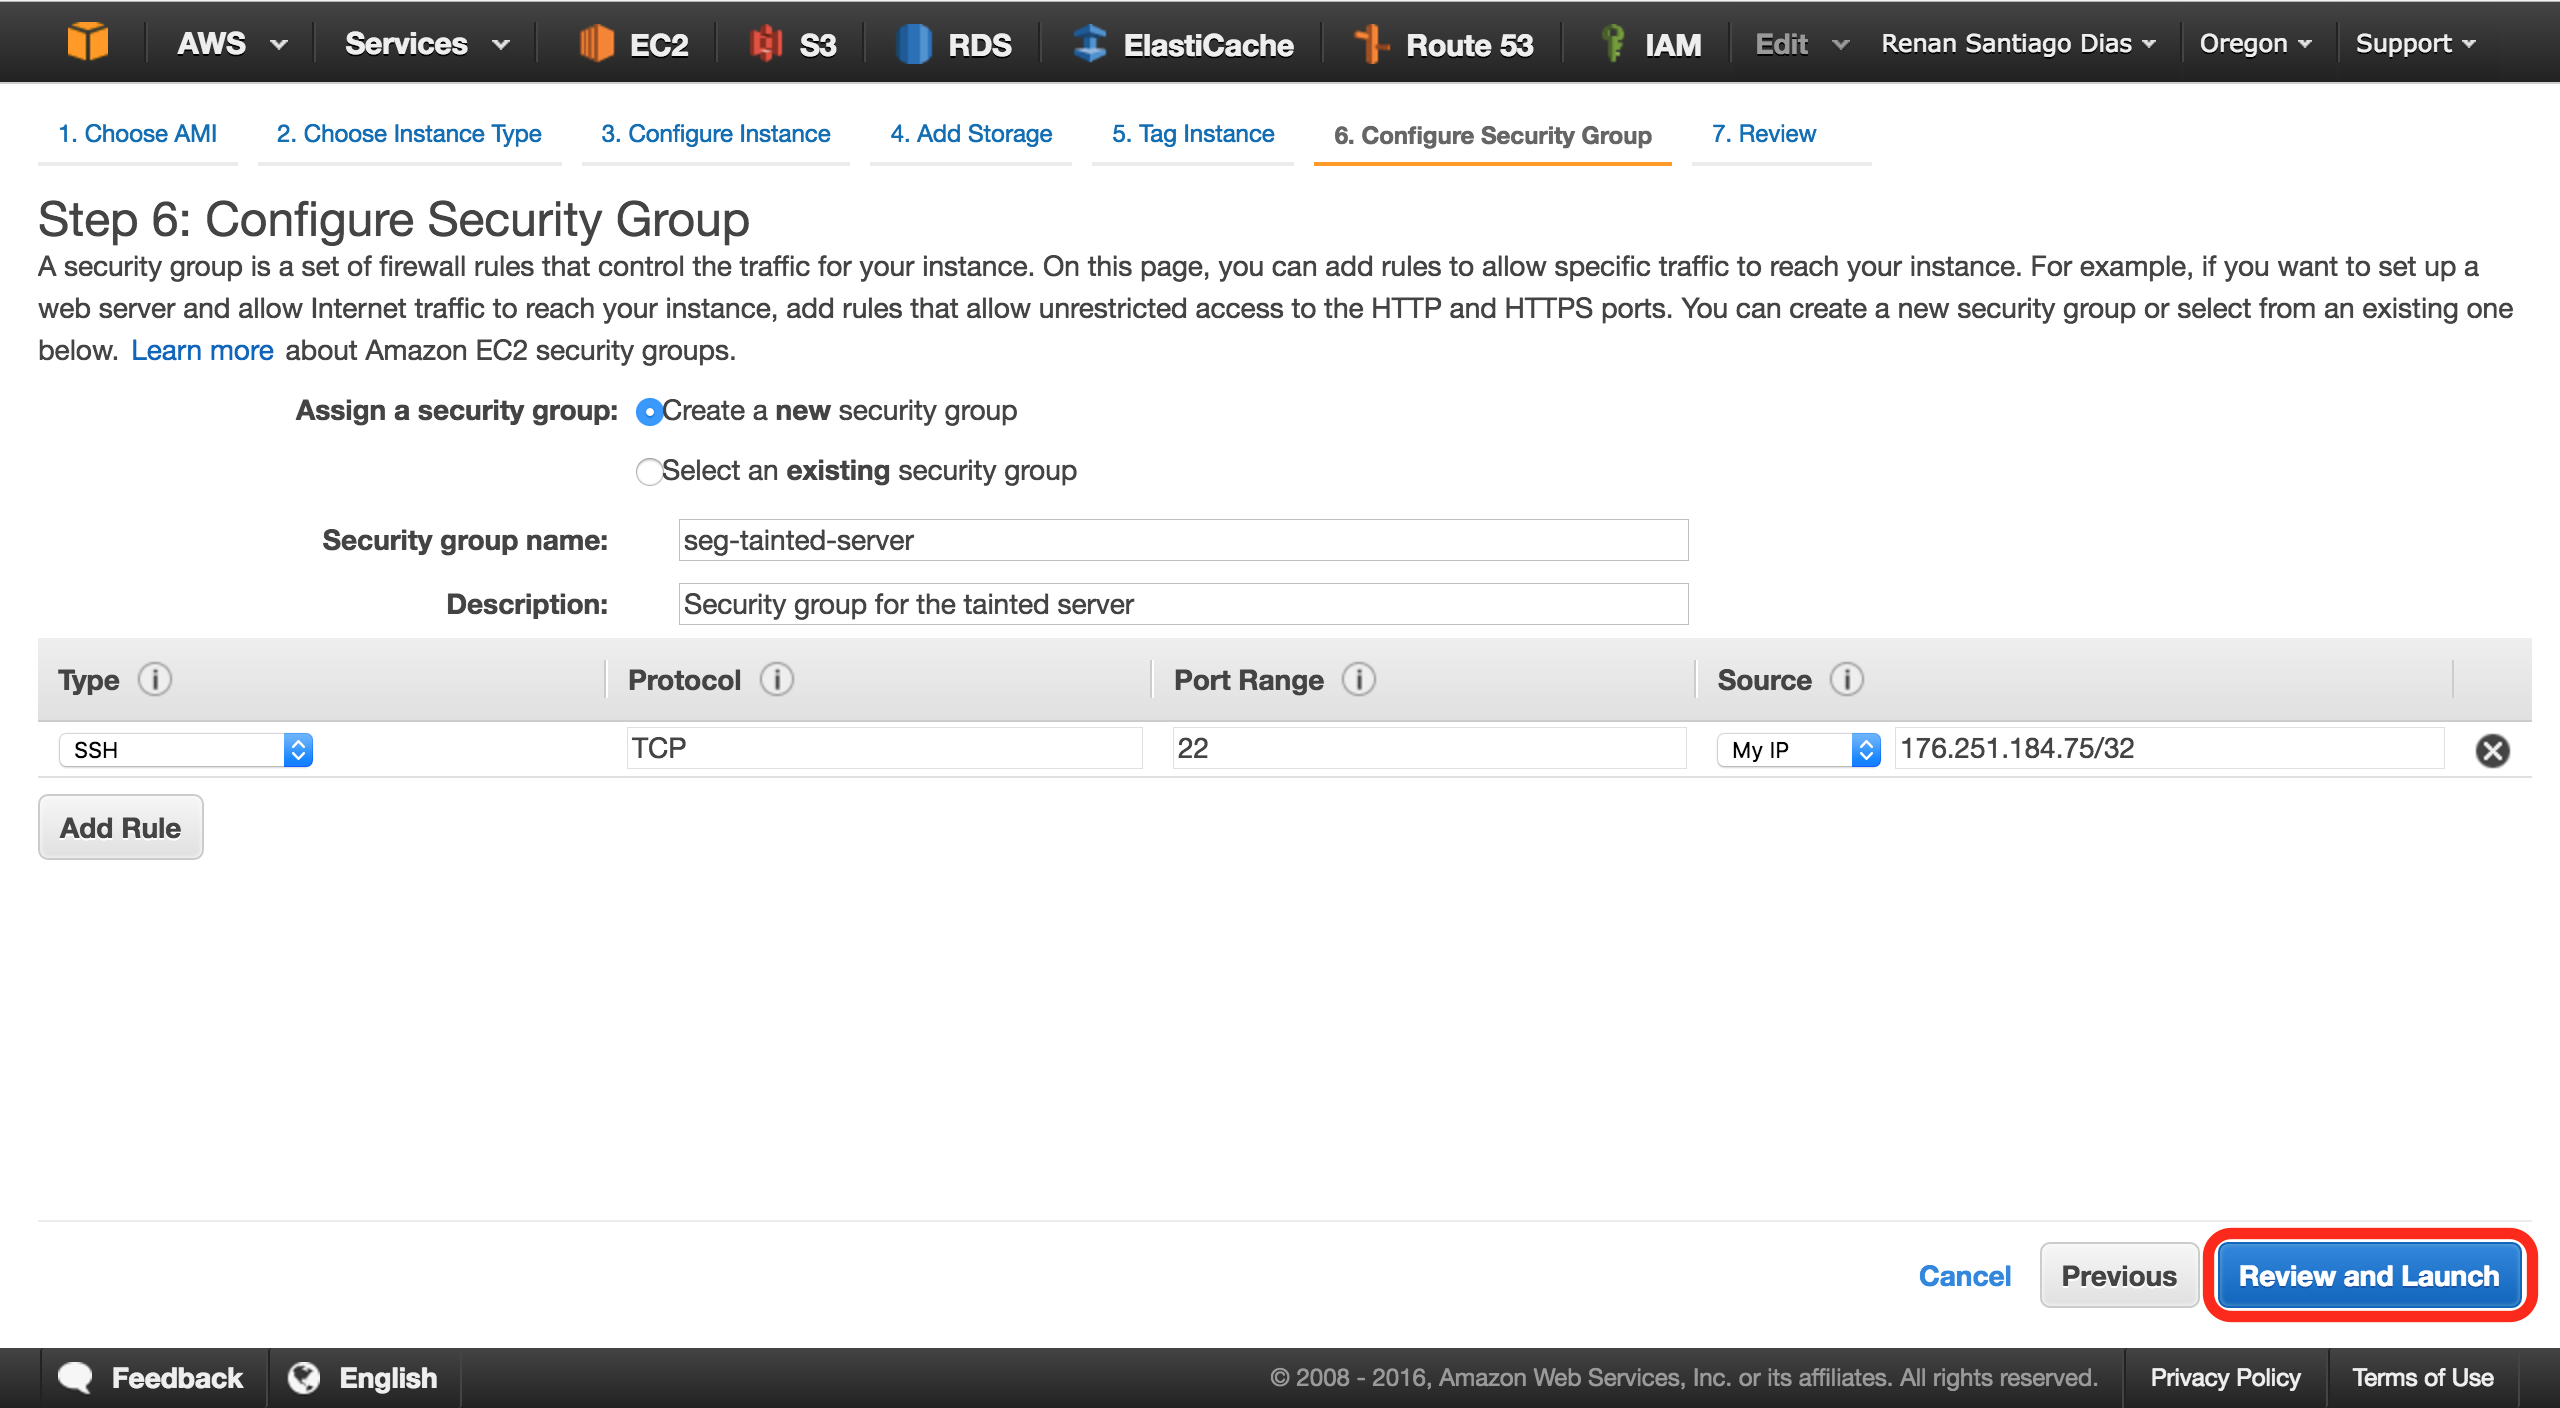 AWS Services EC2 S3 RDS ElastiCache Route 53 IAM Edit Renan Santiago Dias Oregon Support
1. Choose AMI 2. Choose Instance Type 3. Configure Instance 4. Add Storage 5. Tag Instance 6. Configure Security Group 7. Review
Step 6: Configure Security Group
A security group is a set of firewall rules that control the traffic for your instance. On this page, you can add rules to allow specific traffic to reach your instance. For example, if you want to set up a
web server and allow Internet traffic to reach your instance, add rules that allow unrestricted access to the HTTP and HTTPS ports. You can create a new security group or select from an existing one
below. Learn more about Amazon EC2 security groups.
Assign a security group: Create a new security group
Select an existing security group
Security group name: seg-tainted-server
Description: Security group for the tainted server
Type i Protocol i Port Range i Source i
SSH TCP 22 My IP 176.251.184.75/32
Add Rule
Cancel Previous Review and Launch
Feedback English © 2008 - 2016, Amazon Web Services, Inc. or its affiliates. All rights reserved. Privacy Policy Terms of Use